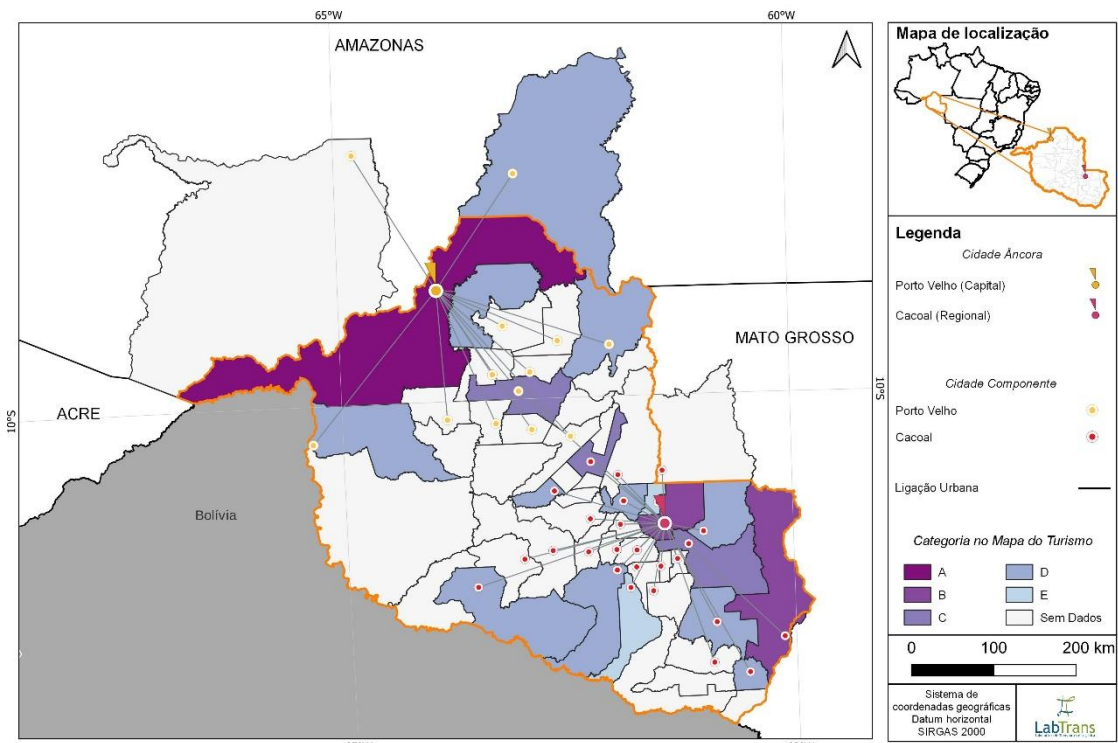 65°W
60°W
AMAZONAS
MATO GROSSO
ACRE
10°S
10°S
Bolívia
Mapa de localização
Legenda
Cidade Âncora
Porto Velho (Capital)
Cacoal (Regional)
Cidade Componente
Porto Velho
Cacoal
Ligação Urbana
Categoria no Mapa do Turismo
A
D
B
E
C
Sem Dados
0
100
200 km
Sistema de
coordenadas geográficas
Datum horizontal
SIRGAS 2000
LabTrans